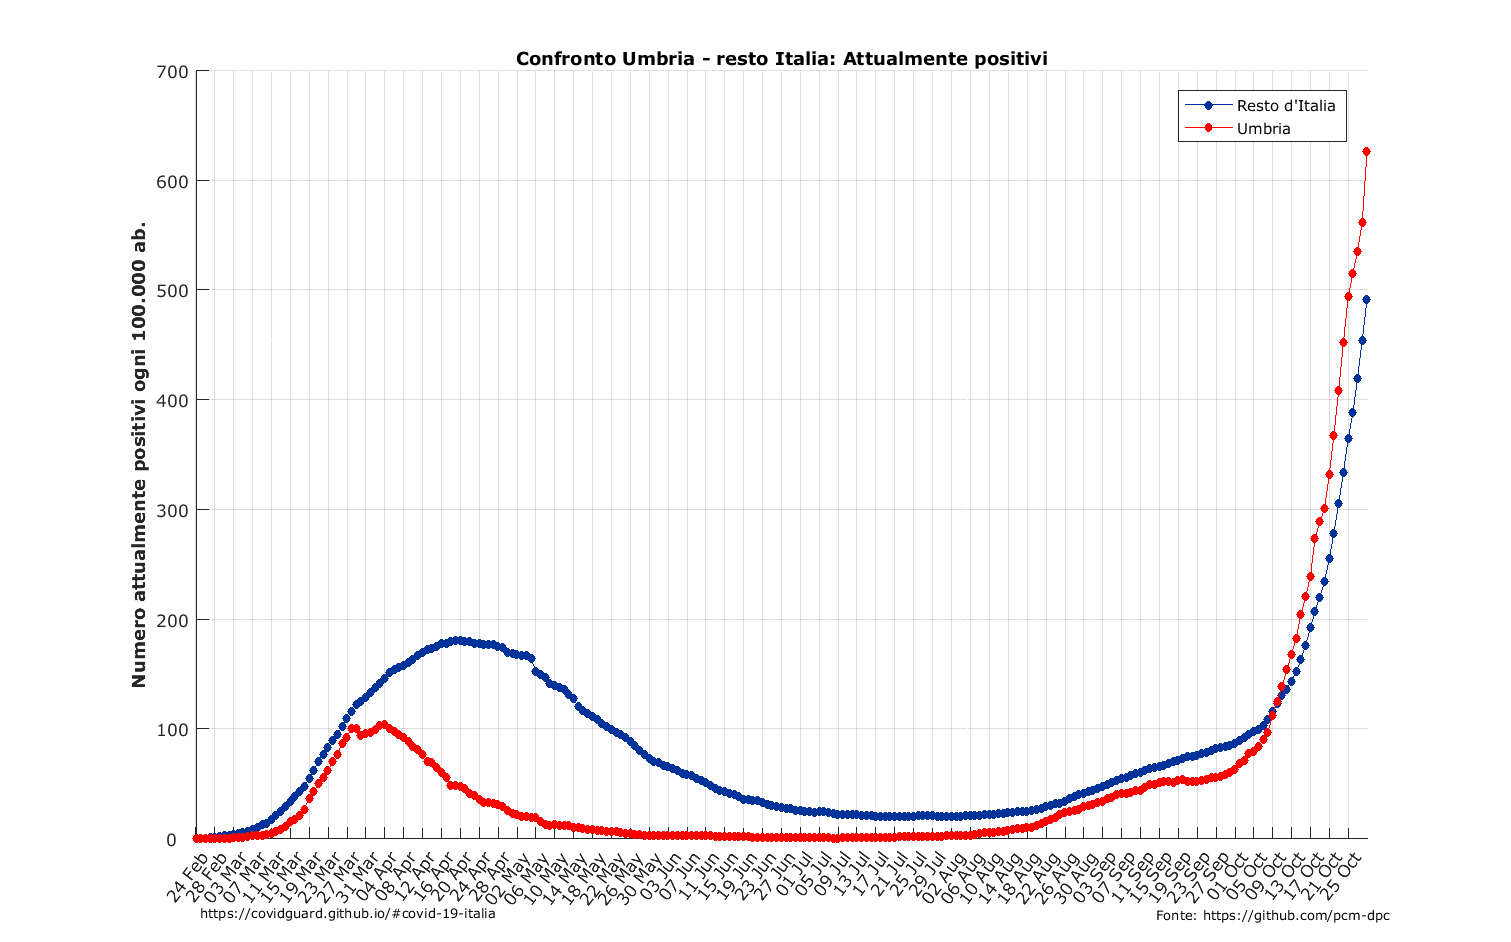 Confronto Umbria - resto Italia: Attualmente positivi
Resto d'Italia
Umbria
Numero attualmente positivi ogni 100.000 ab.
700
600
500
400
300
200
100
0
24 Feb
28 Feb
03 Mar
07 Mar
11 Mar
15 Mar
19 Mar
23 Mar
27 Mar
31 Mar
04 Apr
08 Apr
12 Apr
16 Apr
20 Apr
24 Apr
28 Apr
02 May
06 May
10 May
14 May
18 May
22 May
26 May
30 May
03 Jun
07 Jun
11 Jun
15 Jun
19 Jun
23 Jun
27 Jun
01 Jul
05 Jul
09 Jul
13 Jul
17 Jul
21 Jul
25 Jul
29 Jul
02 Aug
06 Aug
10 Aug
14 Aug
18 Aug
22 Aug
26 Aug
30 Aug
03 Sep
07 Sep
11 Sep
15 Sep
19 Sep
23 Sep
27 Sep
01 Oct
05 Oct
09 Oct
13 Oct
17 Oct
21 Oct
25 Oct
https://covidguard.github.io/#covid-19-italia
Fonte: https://github.com/pcm-dpc